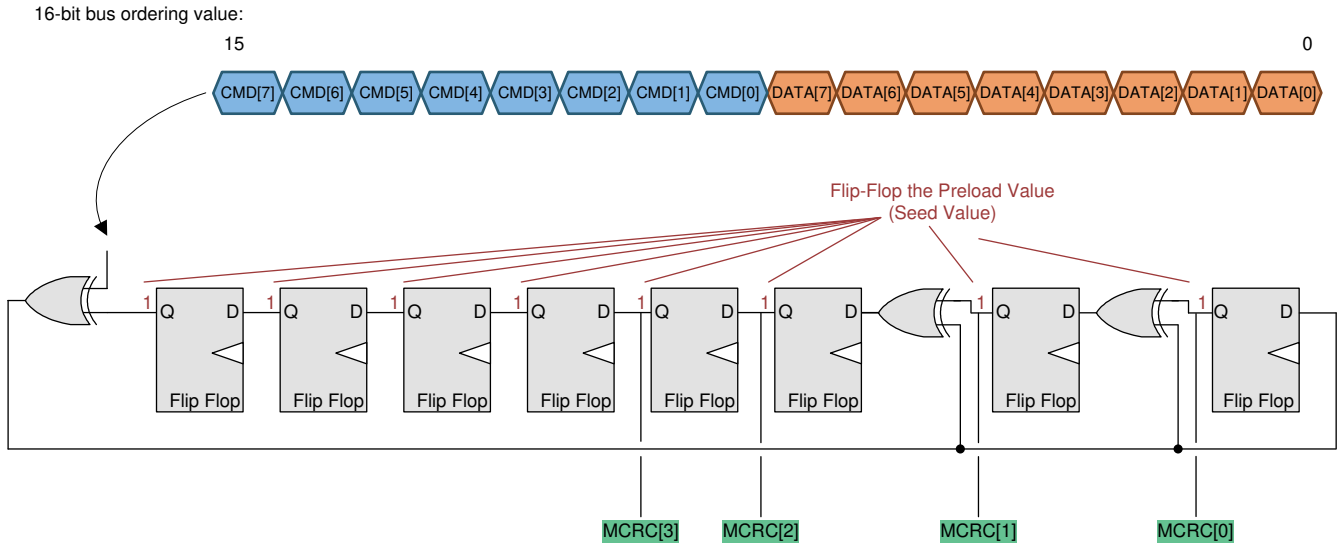 16-bit bus ordering value:
15 0
CMD[7] CMD[6] CMD[5] CMD[4] CMD[3] CMD[2] CMD[1] CMD[0] DATA[7] DATA[6] DATA[5] DATA[4] DATA[3] DATA[2] DATA[1] DATA[0]
Flip-Flop the Preload Value
(Seed Value)
1 1 1 1 1 1 1 1
Q D Q D Q D Q D Q D Q D Q D Q D
Flip Flop Flip Flop Flip Flop Flip Flop Flip Flop Flip Flop Flip Flop Flip Flop
MCRC[3] MCRC[2] MCRC[1] MCRC[0]